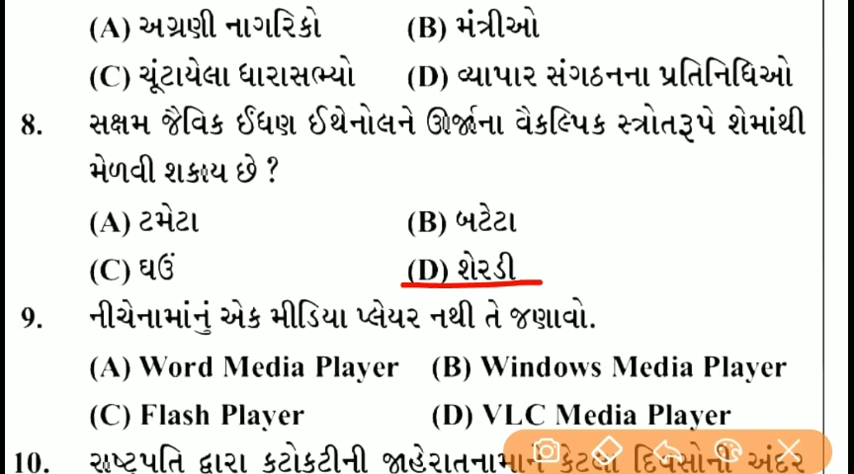 (A) અગ્રણી નાગરિકો (B) મંત્રીઓ
(C) ચૂંટાયેલા ધારાસભ્યો (D) વ્યાપાર સંગઠનના પ્રતિનિધિઓ
8. સક્ષમ જૈવિક ઈંધણ ઈથેનોલને ઊર્જાના વૈકલ્પિક સ્ત્રોતરૂપે શેમાંથી
મેળવી શકાય છે ?
(A) ટમેટા (B) બટેટા
(C) ઘઉં (D) શેરડી
9. નીચેનામાંનું એક મીડિયા પ્લેયર નથી તે જણાવો.
(A) Word Media Player (B) Windows Media Player
(C) Flash Player (D) VLC Media Player
10. રાષ્ટ્રપતિ દ્વારા કટોકટીની જાહેરાતનામાને કેટલા દિવસોની અંદર